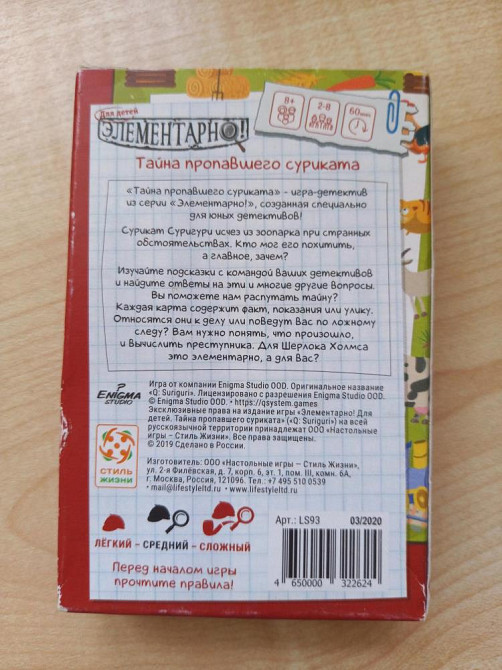 Для детей
ЭЛЕМЕНТАРНО!
8+
2-8
60мин
Тайна пропавшего суриката
«Тайна пропавшего суриката» - игра-детектив
из серии «Элементарно!», созданная специально
для юных детективов!
Сурикат Суригури исчез из зоопарка при странных
обстоятельствах. Кто мог его похитить,
а главное, зачем?
Изучайте подсказки с командой ваших детективов
и найдите ответы на эти и многие другие вопросы.
Вы поможете нам распутать тайну?
Каждая карта содержит факт, показания или улику.
Относятся они к делу или поведут вас по ложному
следу? Вам нужно понять, что произошло,
и вычислить преступника. Для Шерлока Холмса
это элементарно, а для Вас?
ENIGMA
STUDIO
Игра от компании Enigma Studio OOD. Оригинальное название
«Q: Suriguri». Лицензировано с разрешения Enigma Studio OOD.
© Enigma Studio OOD. • https://qsystem.games
Эксклюзивные права на издание игры «Элементарно! Для
детей. Тайна пропавшего суриката» («Q: Suriguri») на всей
русскоязычной территории принадлежат ООО «Настольные
игры – Стиль Жизни». Все права защищены.
© 2019 Сделано в России.
СТИЛЬ
ЖИЗНИ
Изготовитель: ООО «Настольные игры — Стиль Жизни»,
ул. 2-я Филёвская, д. 7, корп. 6, эт. 1, пом. III, комн. 6А,
г. Москва, Россия, 121096. Тел.: +7 495 510 0539
• mail@lifestyleltd.ru • www.lifestyleltd.ru
ЛЁГКИЙ – СРЕДНИЙ – СЛОЖНЫЙ
Перед началом игры
прочтите правила!
Арт.: LS93
03/2020
4 650000 322624